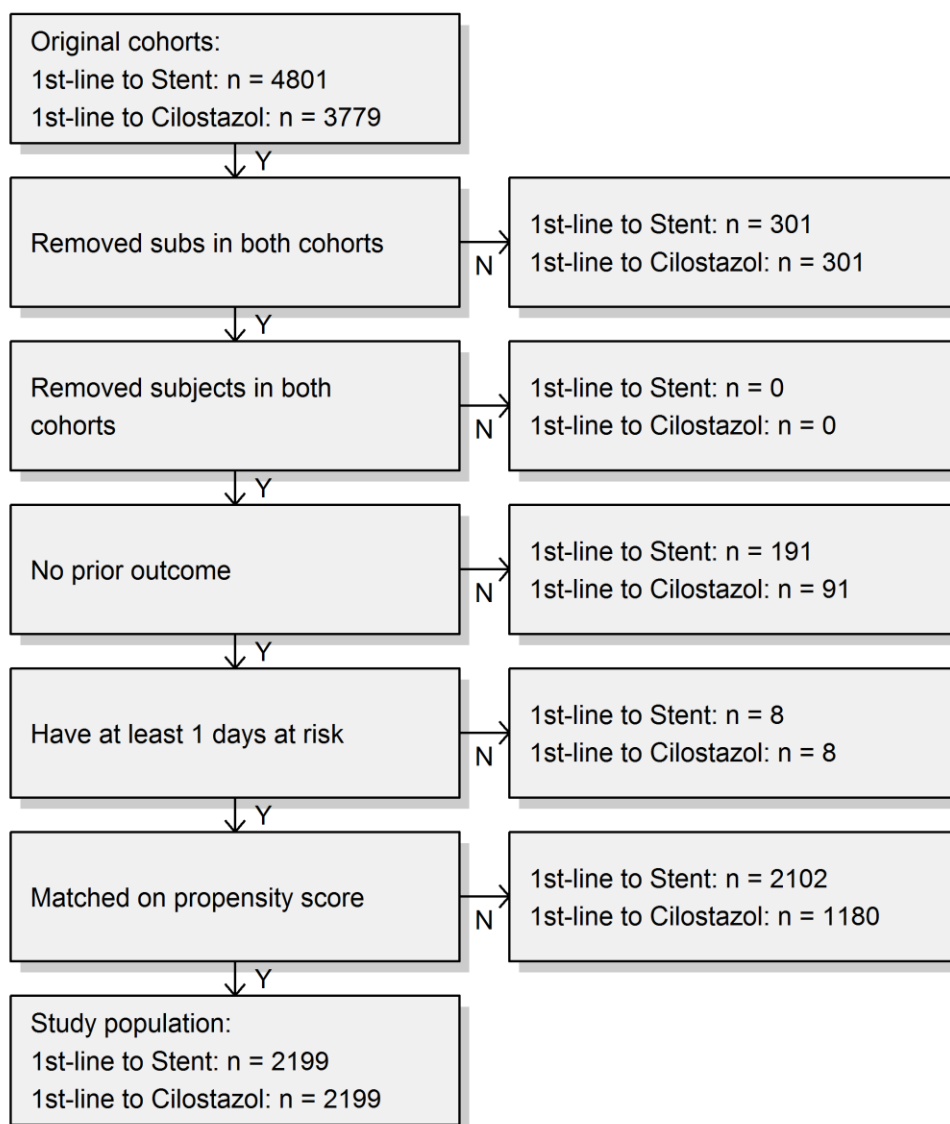 Original cohorts:
1st-line to Stent: n = 4801
1st-line to Cilostazol: n = 3779
Y
Removed subs in both cohorts
N
1st-line to Stent: n = 301
1st-line to Cilostazol: n = 301
Y
Removed subjects in both
cohorts
N
1st-line to Stent: n = 0
1st-line to Cilostazol: n = 0
Y
No prior outcome
N
1st-line to Stent: n = 191
1st-line to Cilostazol: n = 91
Y
Have at least 1 days at risk
N
1st-line to Stent: n = 8
1st-line to Cilostazol: n = 8
Y
Matched on propensity score
N
1st-line to Stent: n = 2102
1st-line to Cilostazol: n = 1180
Y
Study population:
1st-line to Stent: n = 2199
1st-line to Cilostazol: n = 2199